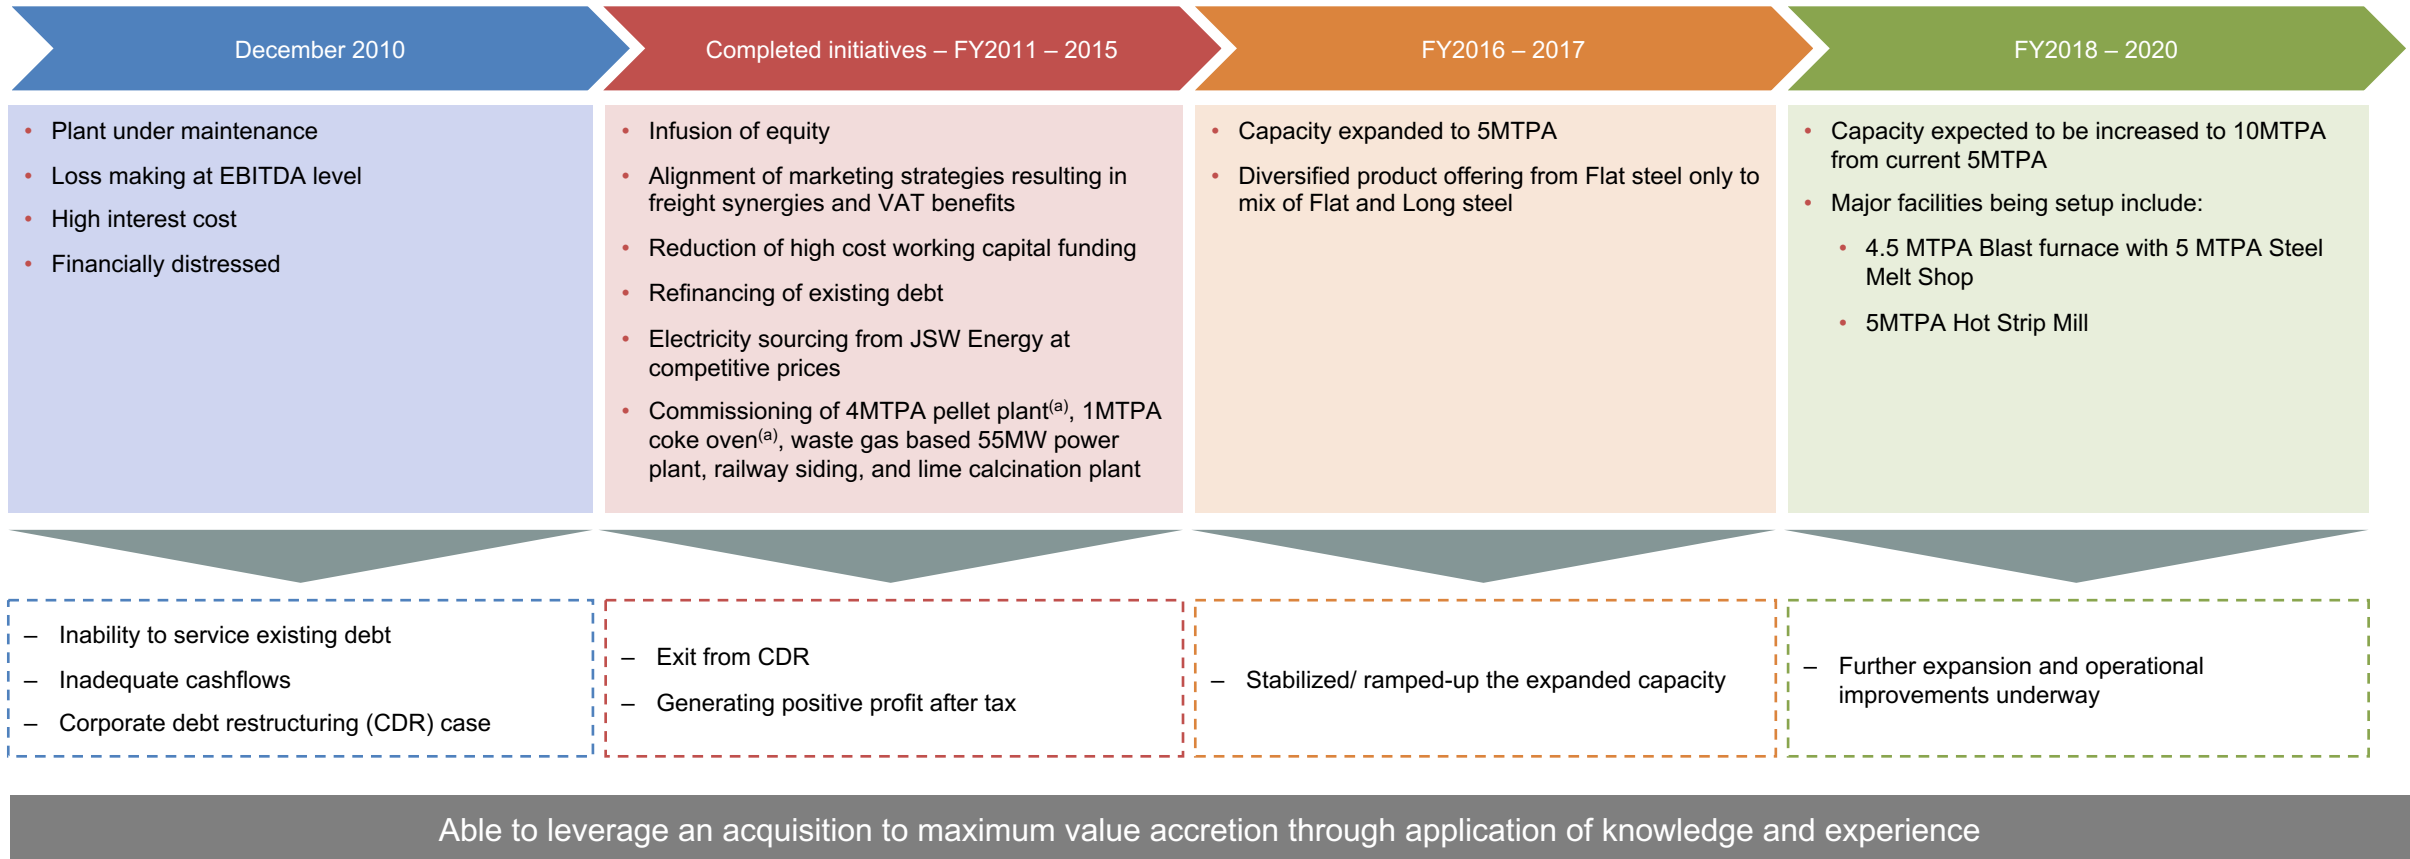 December 2010
Completed initiatives – FY2011 – 2015
FY2016 – 2017
FY2018 – 2020
• Plant under maintenance
• Loss making at EBITDA level
• High interest cost
• Financially distressed
• Infusion of equity
• Alignment of marketing strategies resulting in
freight synergies and VAT benefits
• Reduction of high cost working capital funding
• Refinancing of existing debt
• Electricity sourcing from JSW Energy at
competitive prices
• Commissioning of 4MTPA pellet plant(a), 1MTPA
coke oven(a), waste gas based 55MW power
plant, railway siding, and lime calcination plant
• Capacity expanded to 5MTPA
• Diversified product offering from Flat steel only to
mix of Flat and Long steel
• Capacity expected to be increased to 10MTPA
from current 5MTPA
• Major facilities being setup include:
• 4.5 MTPA Blast furnace with 5 MTPA Steel
Melt Shop
• 5MTPA Hot Strip Mill
– Inability to service existing debt
– Inadequate cashflows
– Corporate debt restructuring (CDR) case
– Exit from CDR
– Generating positive profit after tax
– Stabilized/ ramped-up the expanded capacity
– Further expansion and operational
improvements underway
Able to leverage an acquisition to maximum value accretion through application of knowledge and experience